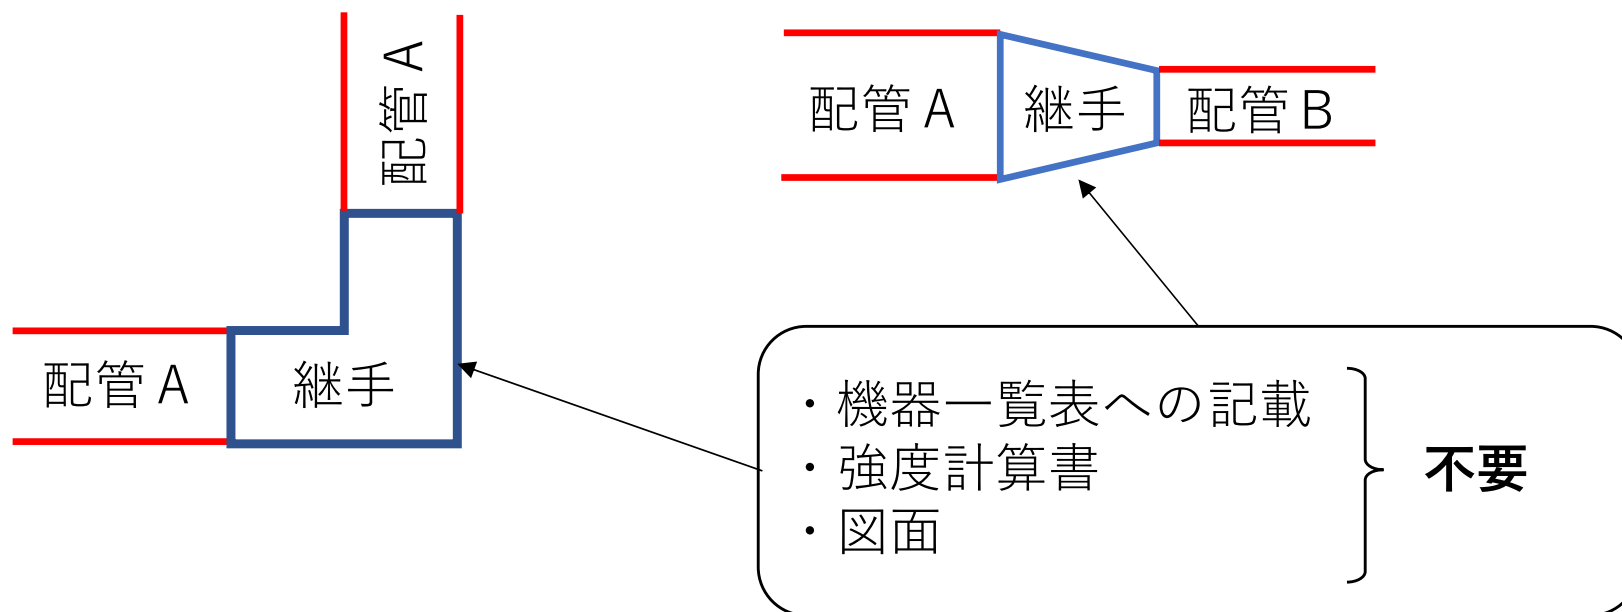 配管A
配管A
継手
配管A
継手
配管B
・機器一覧表への記載
・強度計算書
・図面
不要